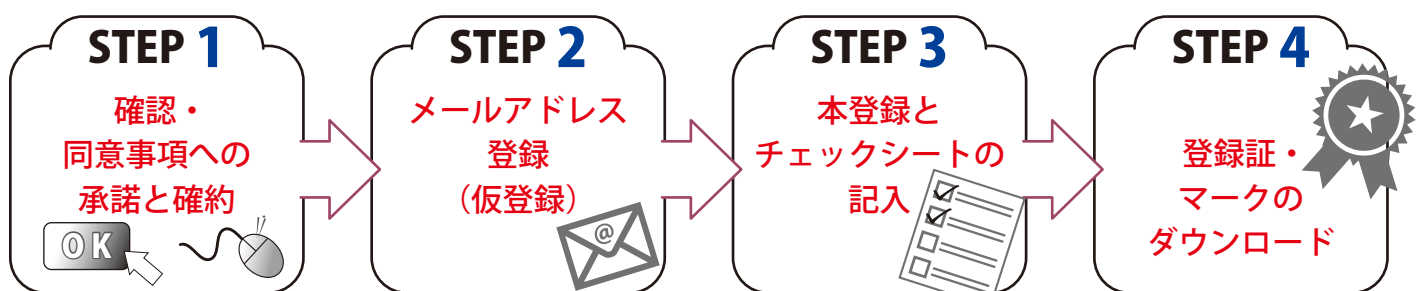 STEP 1
確認・
同意事項への
承諾と確約
OK
STEP 2
メールアドレス
登録
（仮登録）
@
STEP 3
本登録と
チェックシートの
記入
STEP 4
登録証・
マークの
ダウンロード